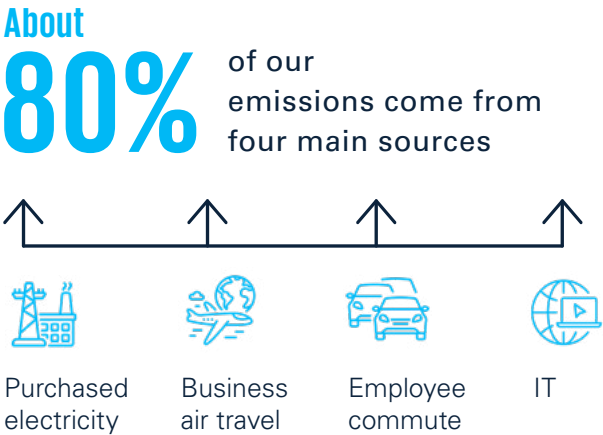 About
80%
of our
emissions come from
four main sources
Purchased
electricity
Business
air travel
Employee
commute
IT